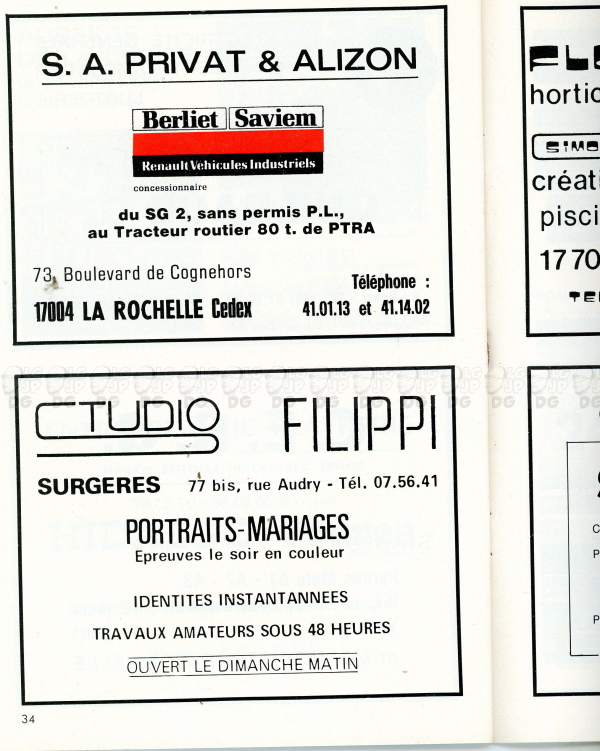 S. A. PRIVAT & ALIZON
Berliet Saviem
Renault Véhicules Industriels
concessionnaire
du SG 2, sans permis P.L.,
au Tracteur routier 80 t. de PTRA
73, Boulevard de Cognehors
Téléphone :
17004 LA ROCHELLE Cedex 41.01.13 et 41.14.02
STUDIO FILIPPI
SURGERES 77 bis, rue Audry - Tél. 07.56.41
PORTRAITS-MARIAGES
Epreuves le soir en couleur
IDENTITES INSTANTANNEES
TRAVAUX AMATEURS SOUS 48 HEURES
OUVERT LE DIMANCHE MATIN
34
hortic
créati
pisci
17 70